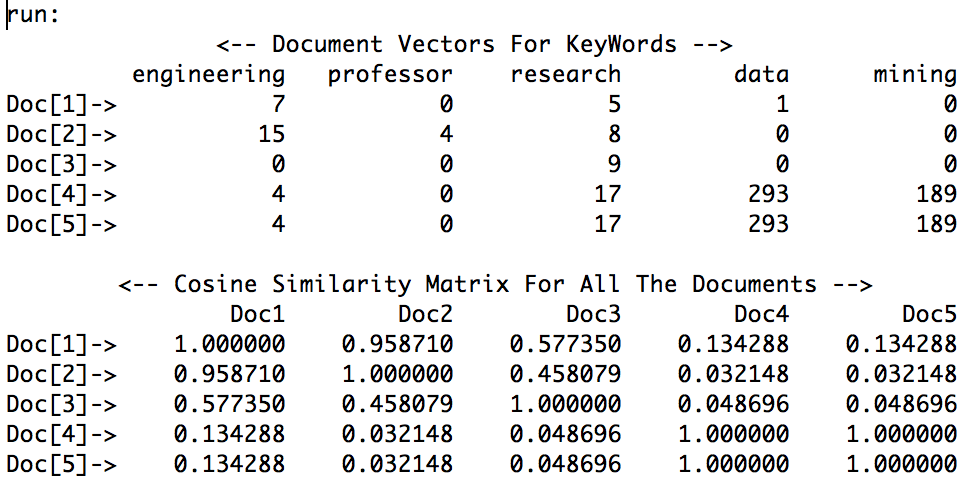 run:
<-- Document Vectors For KeyWords -->
engineering professor research data mining
Doc[1]-> 7 0 5 1 0
Doc[2]-> 15 4 8 0 0
Doc[3]-> 0 0 9 0 0
Doc[4]-> 4 0 17 293 189
Doc[5]-> 4 0 17 293 189
<-- Cosine Similarity Matrix For All The Documents -->
Doc1 Doc2 Doc3 Doc4 Doc5
Doc[1]-> 1.000000 0.958710 0.577350 0.134288 0.134288
Doc[2]-> 0.958710 1.000000 0.458079 0.032148 0.032148
Doc[3]-> 0.577350 0.458079 1.000000 0.048696 0.048696
Doc[4]-> 0.134288 0.032148 0.048696 1.000000 1.000000
Doc[5]-> 0.134288 0.032148 0.048696 1.000000 1.000000